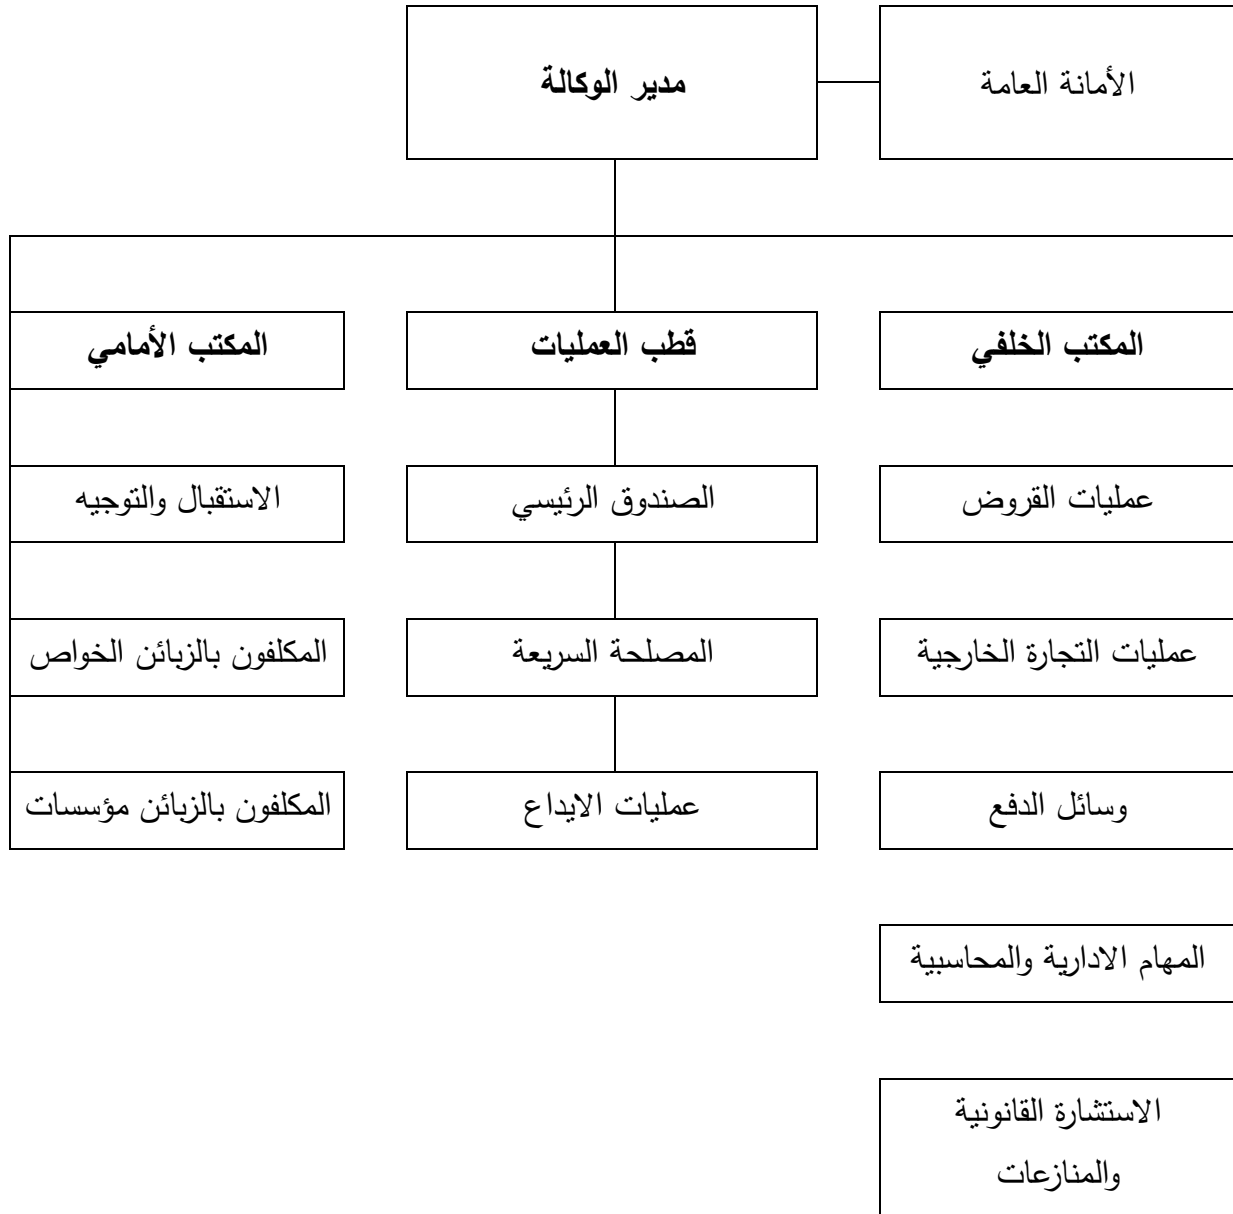 الأمانة العامة
مدير الوكالة
المكتب الخلفي
قطب العمليات
المكتب الأمامي
عمليات القروض
الصندوق الرئيسي
الاستقبال والتوجيه
عمليات التجارة الخارجية
المصلحة السريعة
المكلفون بالزبائن الخواص
وسائل الدفع
عمليات الايداع
المكلفون بالزبائن مؤسسات
المهام الادارية والمحاسبية
الاستشارة القانونية
والمنازعات